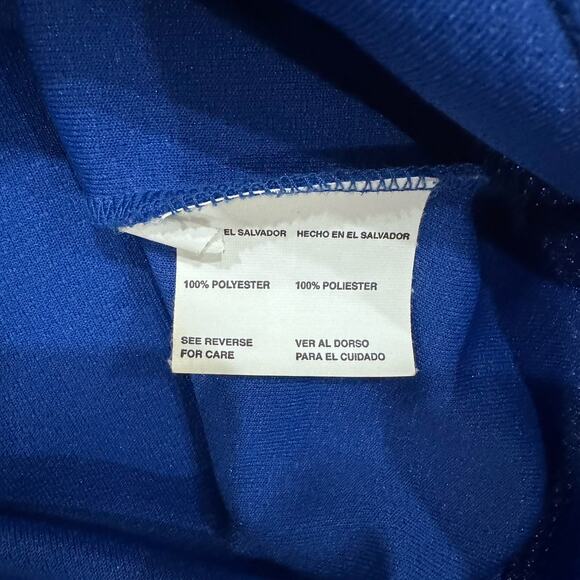 EL SALVADOR HECHO EN EL SALVADOR
100% POLYESTER 100% POLIESTER
SEE REVERSE VER AL DORSO
FOR CARE PARA EL CUIDADO